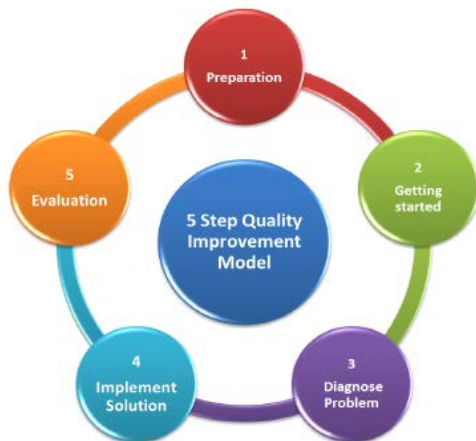 1
Preparation
2
Getting
started
3
Diagnose
Problem
4
Implement
Solution
5
Evaluation
5 Step Quality
Improvement
Model